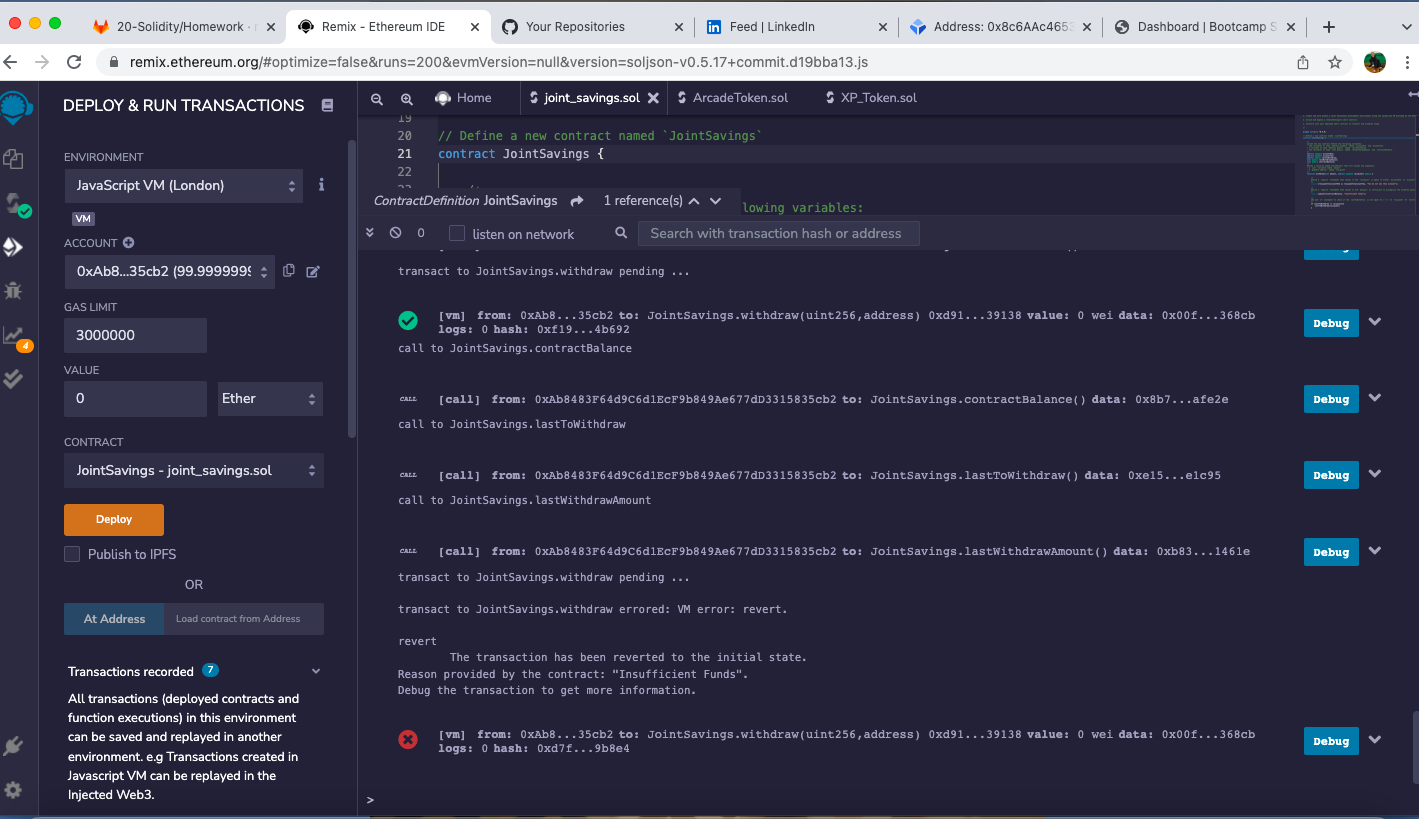 20-Solidity/Homework ·
Remix - Ethereum IDE
Your Repositories
Feed | LinkedIn
Address: 0x8c6AAc4653
Dashboard | Bootcamp S
remix.ethereum.org/#optimize=false&runs=200&evmVersion=null&version=soljson-v0.5.17+commit.d19bba13.js
DEPLOY & RUN TRANSACTIONS
ENVIRONMENT
JavaScript VM (London)
VM
ACCOUNT
0xAb8...35cb2 (99.9999999
GAS LIMIT
3000000
VALUE
0
Ether
CONTRACT
JointSavings - joint_savings.sol
Deploy
Publish to IPFS
OR
At Address
Load contract from Address
Transactions recorded 7
All transactions (deployed contracts and
function executions) in this environment
can be saved and replayed in another
environment. e.g Transactions created in
Javascript VM can be replayed in the
Injected Web3.
4
Home
joint_savings.sol
ArcadeToken.sol
XP_Token.sol
19
20 // Define a new contract named `JointSavings`
21 contract JointSavings {
22
ContractDefinition JointSavings
1 reference(s)
lowing variables:
0
listen on network
Search with transaction hash or address
transact to JointSavings.withdraw pending ...
[vm] from: 0xAb8...35cb2 to: JointSavings.withdraw(uint256,address) 0xd91...39138 value: 0 wei data: 0x00f...368cb
logs: 0 hash: 0xf19...4b692
Debug
call to JointSavings.contractBalance
CALL [call] from: 0xAb8483F64d9C6d1EcF9b849Ae677dD3315835cb2 to: JointSavings.contractBalance() data: 0x8b7...afe2e
Debug
call to JointSavings.lastToWithdraw
CALL [call] from: 0xAb8483F64d9C6d1EcF9b849Ae677dD3315835cb2 to: JointSavings.lastToWithdraw() data: 0xe15...e1c95
Debug
call to JointSavings.lastWithdrawAmount
CALL [call] from: 0xAb8483F64d9C6d1EcF9b849Ae677dD3315835cb2 to: JointSavings.lastWithdrawAmount() data: 0xb83...1461e
Debug
transact to JointSavings.withdraw pending ...
transact to JointSavings.withdraw errored: VM error: revert.
revert
The transaction has been reverted to the initial state.
Reason provided by the contract: "Insufficient Funds".
Debug the transaction to get more information.
[vm] from: 0xAb8...35cb2 to: JointSavings.withdraw(uint256,address) 0xd91...39138 value: 0 wei data: 0x00f...368cb
logs: 0 hash: 0xd7f...9b8e4
Debug
>